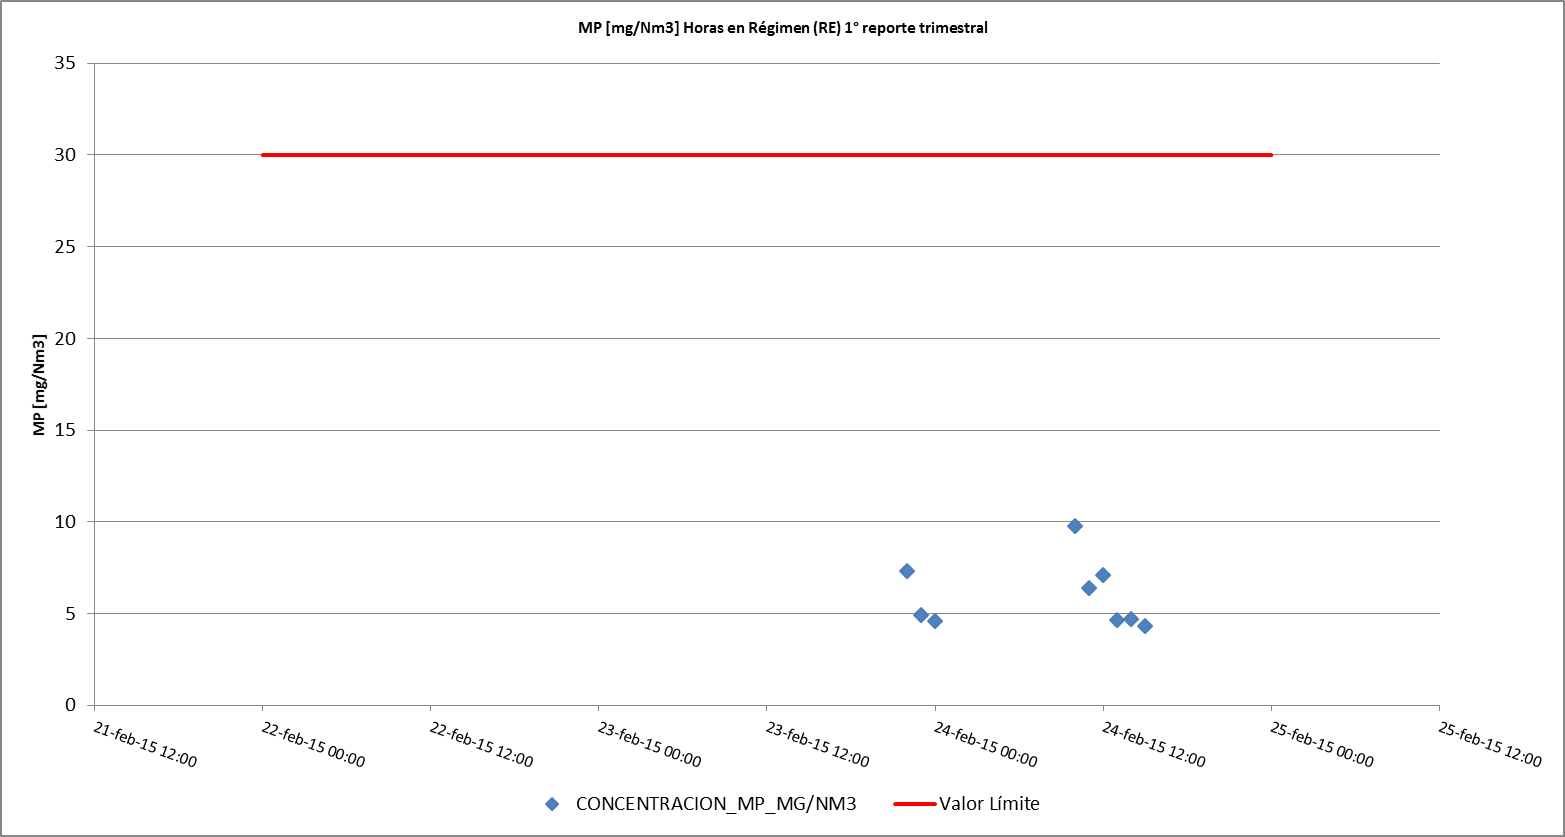 MP [mg/Nm3] Horas en Régimen (RE) 1° reporte trimestral
35
30
25
20
15
10
5
0
MP [mg/Nm3]
21-feb-15 12:00
22-feb-15 00:00
22-feb-15 12:00
23-feb-15 00:00
23-feb-15 12:00
24-feb-15 00:00
24-feb-15 12:00
25-feb-15 00:00
25-feb-15 12:00
CONCENTRACION_MP_MG/NM3
Valor Límite